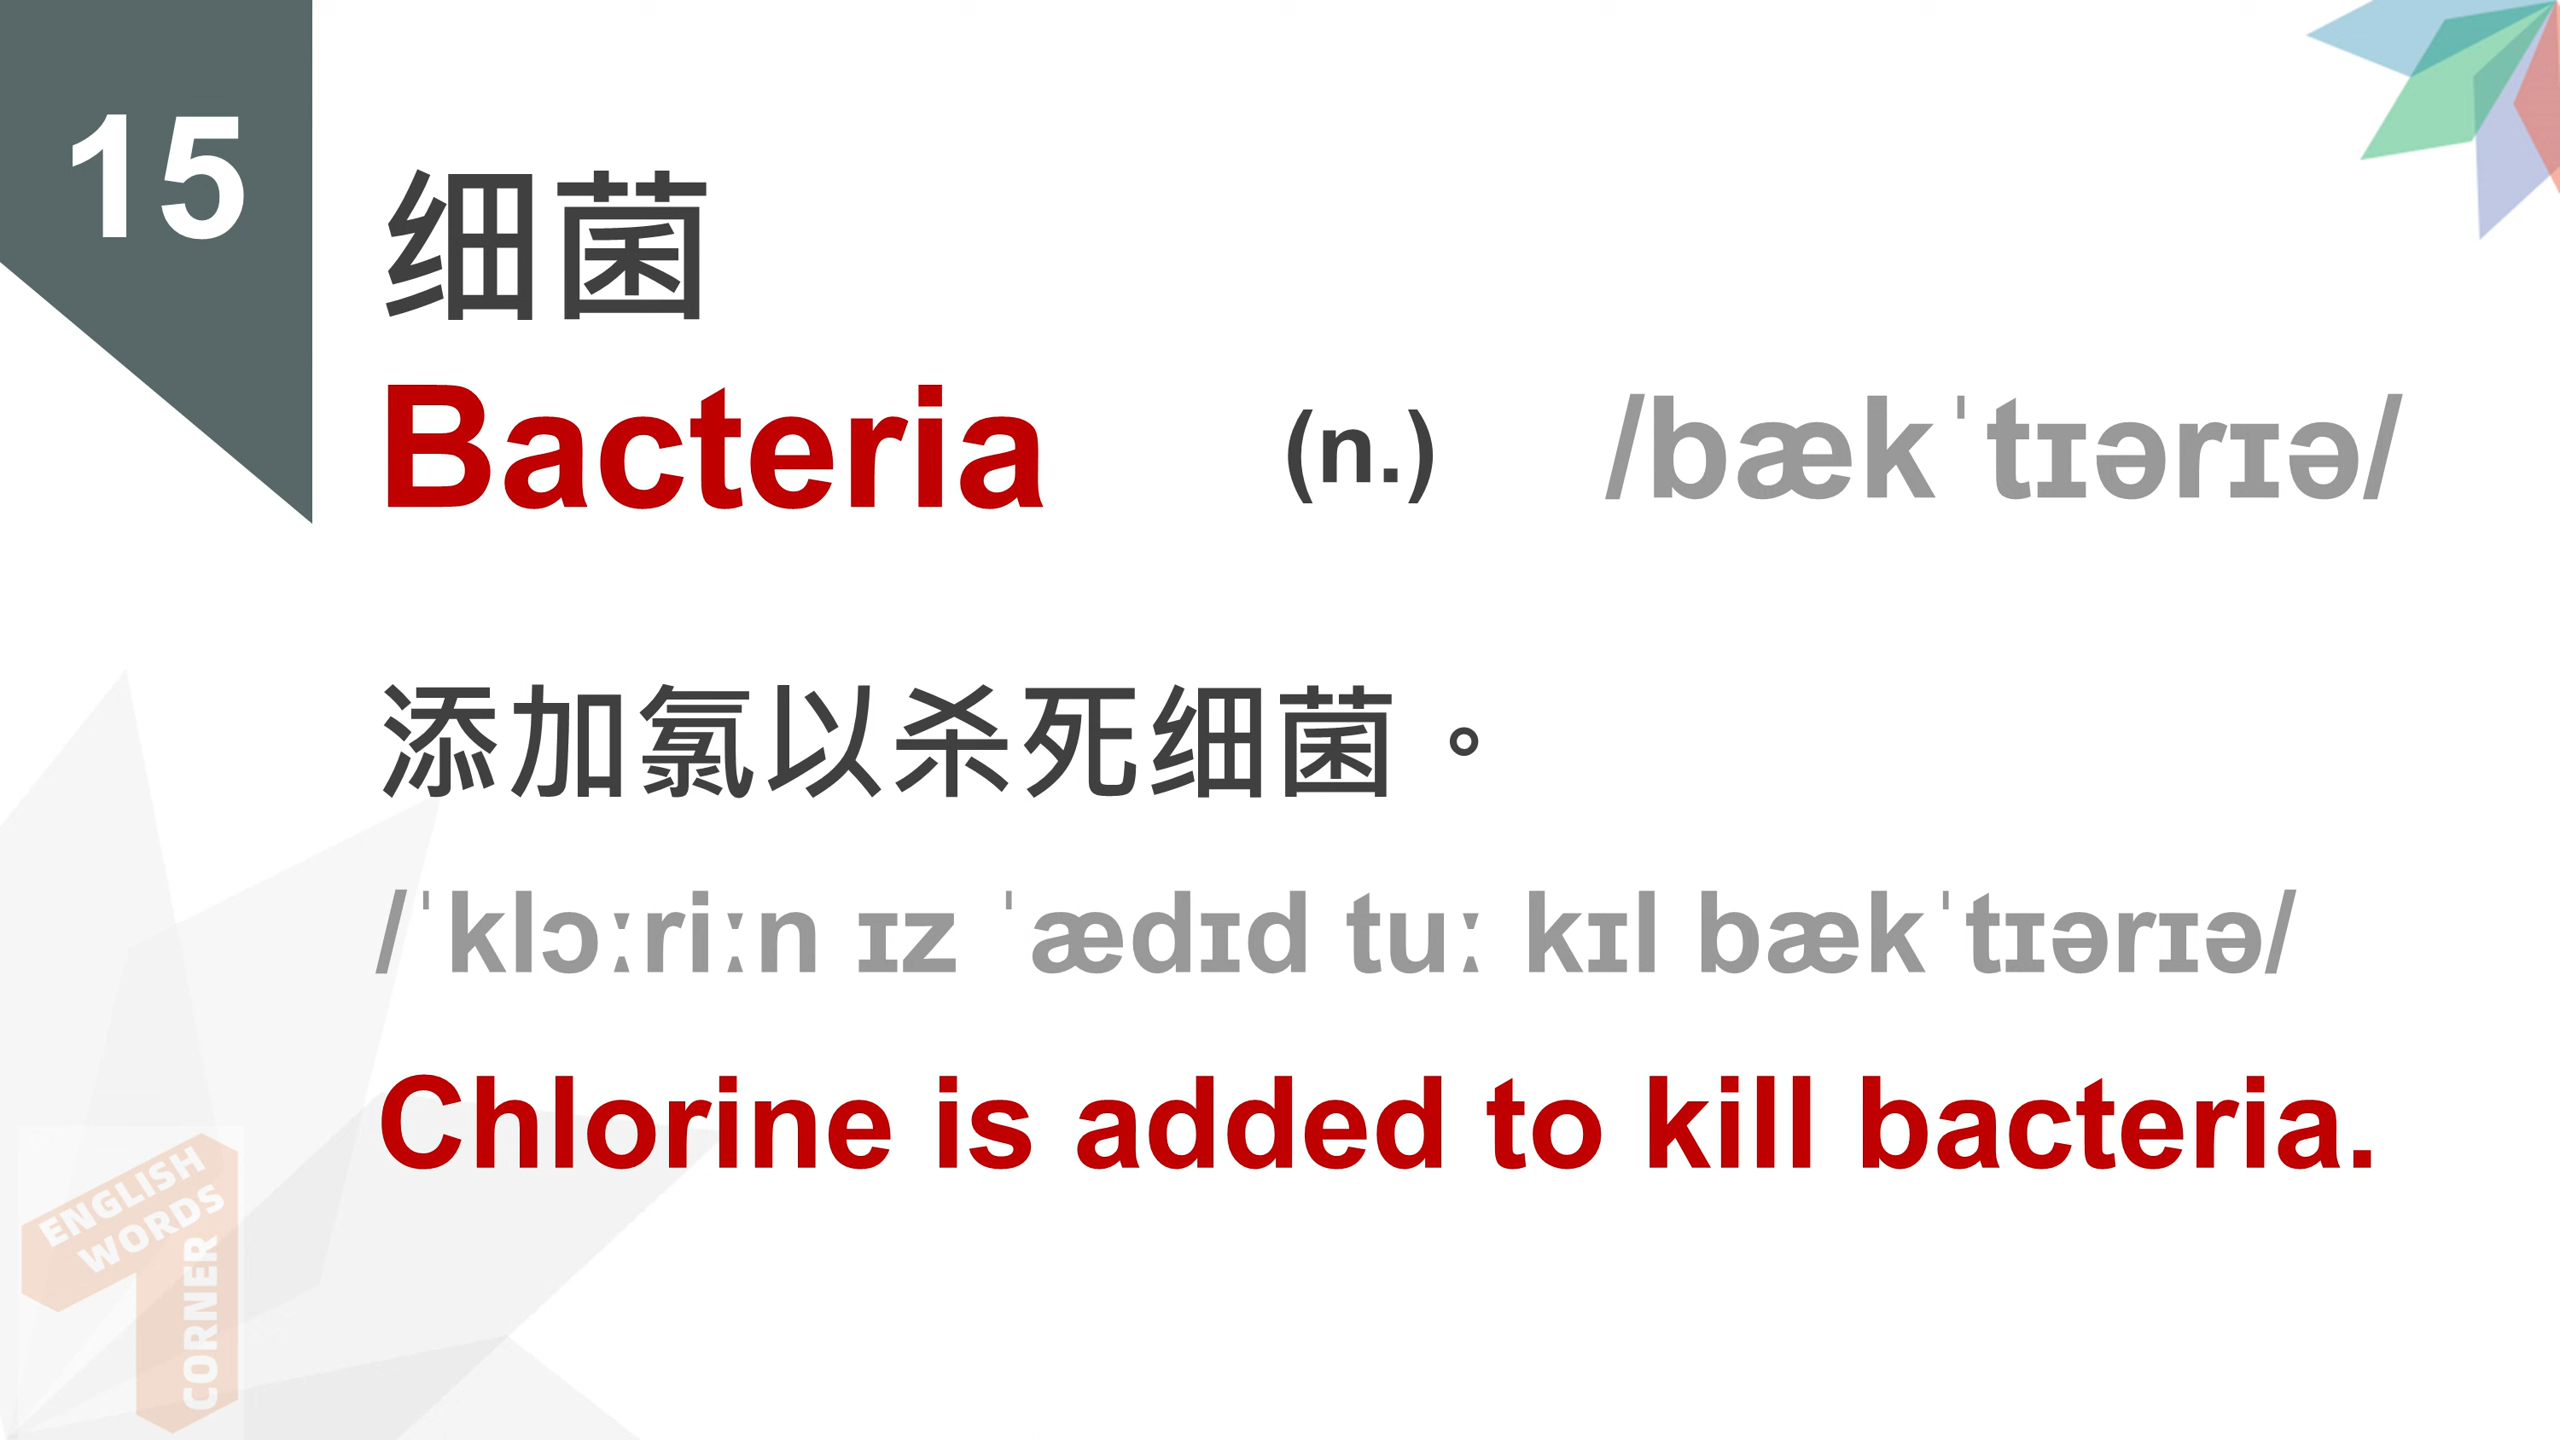 15
细菌
Bacteria (n.) /bækˈtɪərɪə/
添加氯以杀死细菌。
/ˈklɔːriːn ɪz ˈædɪd tuː kɪl bækˈtɪərɪə/
Chlorine is added to kill bacteria.
ENGLISH
WORDS
CORNER